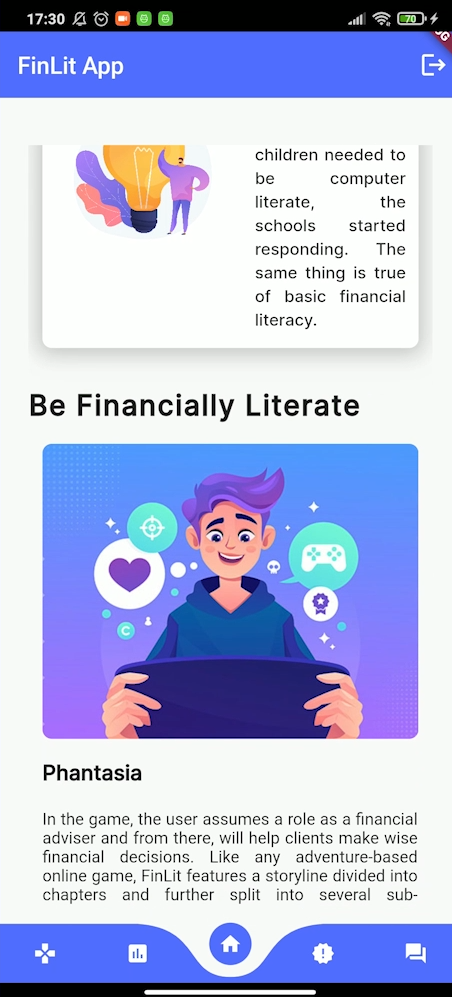 17:30
70
FinLit App
children needed to
be computer
literate, the
schools started
responding. The
same thing is true
of basic financial
literacy.
Be Financially Literate
C
Phantasia
In the game, the user assumes a role as a financial
adviser and from there, will help clients make wise
financial decisions. Like any adventure-based
online game, FinLit features a storyline divided into
chapters and further split into several sub-